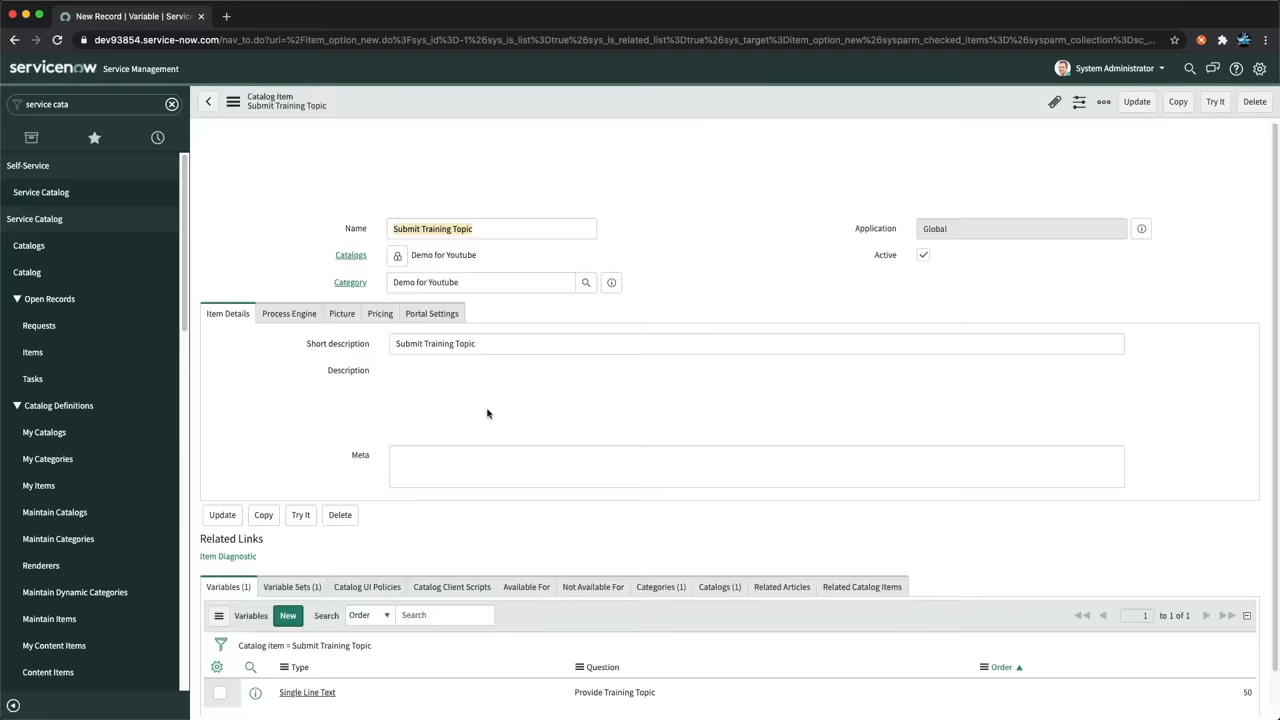 New Record | Variable | Servic
dev93854.service-now.com/nav_to.do?uri=%2Fitem_option_new.do%3Fsys_id%3D-1%26sys_is_list%3Dtrue%26sys_is_related_list%3Dtrue%26sys_target%3Ditem_option_new%26sysparm_checked_items%3D%26sysparm_collection%3Dsc_...
servicenow Service Management
System Administrator
service cata
Catalog Item
Submit Training Topic
Update Copy Try It Delete
Self-Service
Service Catalog
Service Catalog
Catalogs
Catalog
Open Records
Requests
Items
Tasks
Catalog Definitions
My Catalogs
My Categories
My Items
Maintain Catalogs
Maintain Categories
Renderers
Maintain Dynamic Categories
Maintain Items
My Content Items
Content Items
Name Submit Training Topic Application Global
Catalogs Demo for Youtube Active
Category Demo for Youtube
Item Details Process Engine Picture Pricing Portal Settings
Short description Submit Training Topic
Description
Meta
Update Copy Try It Delete
Related Links
Item Diagnostic
Variables (1) Variable Sets (1) Catalog UI Policies Catalog Client Scripts Available For Not Available For Categories (1) Catalogs (1) Related Articles Related Catalog Items
Variables New Search Order Search 1 to 1 of 1
Catalog item = Submit Training Topic
Type Question Order
Single Line Text Provide Training Topic 50